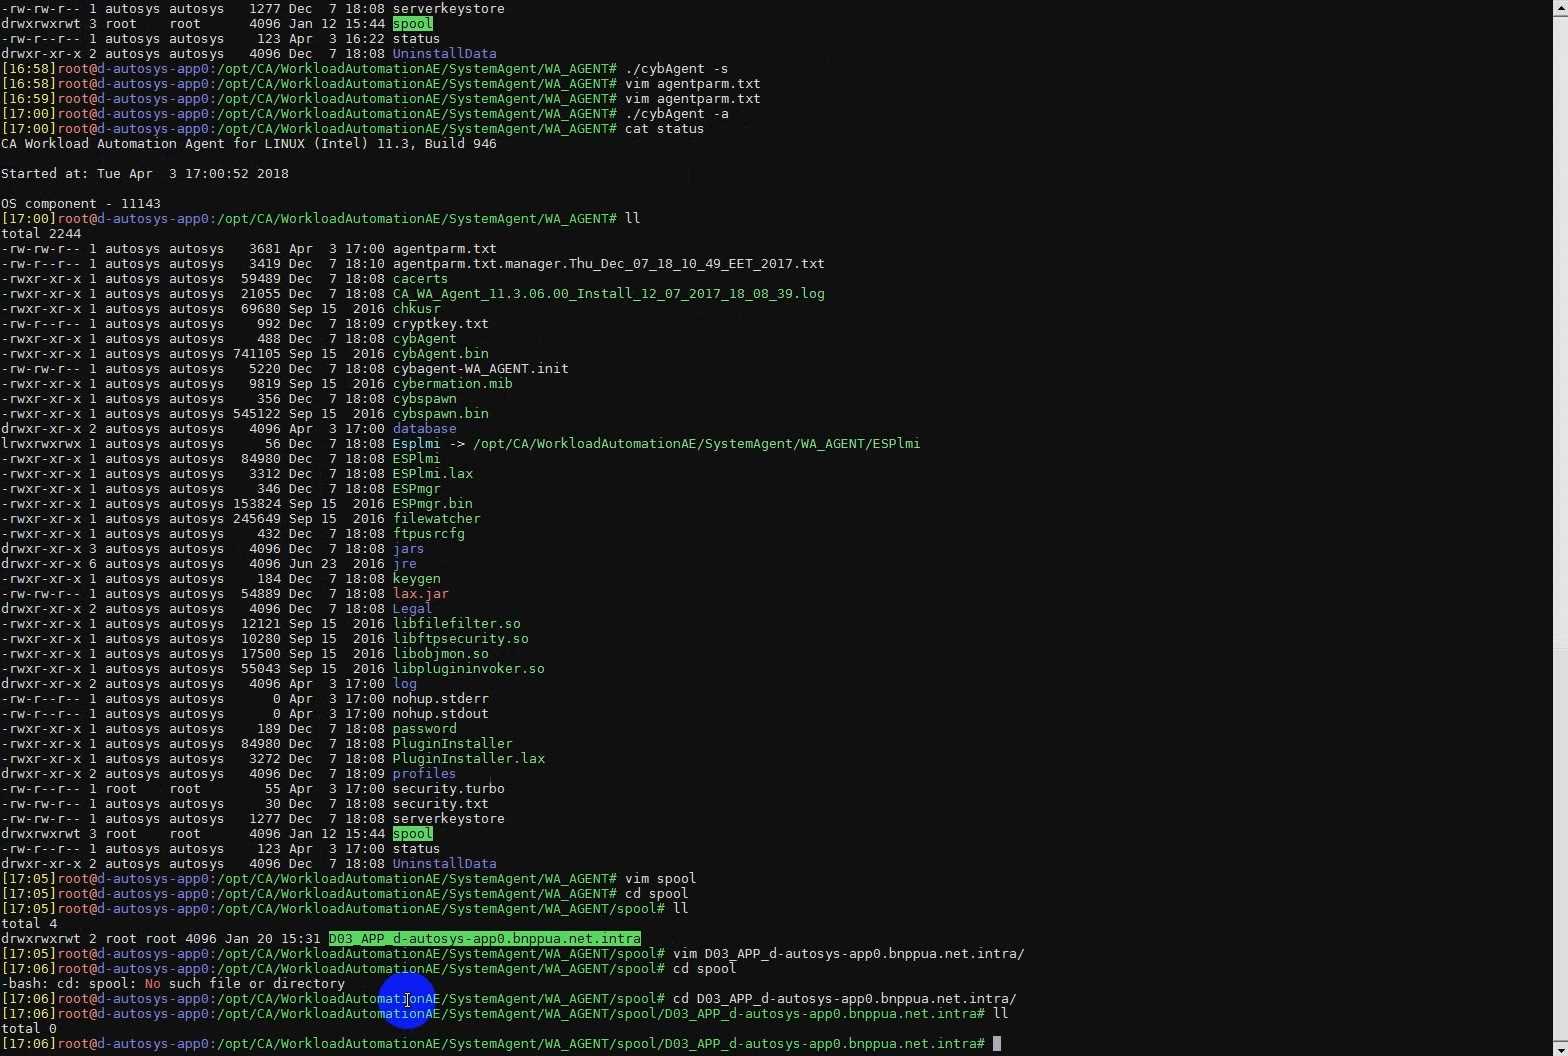 -rw-rw-r-- 1 autosys autosys   1277 Dec  7 18:08 serverkeystore
drwxrwxrwt 3 root    root      4096 Jan 12 15:44 spool
-rw-r--r-- 1 autosys autosys    123 Apr  3 16:22 status
drwxr-xr-x 2 autosys autosys   4096 Dec  7 18:08 UninstallData
[16:58]root@d-autosys-app0:/opt/CA/WorkloadAutomationAE/SystemAgent/WA_AGENT# ./cybAgent -s
[16:58]root@d-autosys-app0:/opt/CA/WorkloadAutomationAE/SystemAgent/WA_AGENT# vim agentparm.txt
[16:59]root@d-autosys-app0:/opt/CA/WorkloadAutomationAE/SystemAgent/WA_AGENT# vim agentparm.txt
[17:00]root@d-autosys-app0:/opt/CA/WorkloadAutomationAE/SystemAgent/WA_AGENT# ./cybAgent -a
[17:00]root@d-autosys-app0:/opt/CA/WorkloadAutomationAE/SystemAgent/WA_AGENT# cat status
CA Workload Automation Agent for LINUX (Intel) 11.3, Build 946
Started at: Tue Apr  3 17:00:52 2018
OS component - 11143
[17:00]root@d-autosys-app0:/opt/CA/WorkloadAutomationAE/SystemAgent/WA_AGENT# ll
total 2244
-rw-rw-r-- 1 autosys autosys   3681 Apr  3 17:00 agentparm.txt
-rw-r--r-- 1 autosys autosys   3419 Dec  7 18:10 agentparm.txt.manager.Thu_Dec_07_18_10_49_EET_2017.txt
-rwxr-xr-x 1 autosys autosys  59489 Dec  7 18:08 cacerts
-rwxr-xr-x 1 autosys autosys  21055 Dec  7 18:08 CA_WA_Agent_11.3.06.00_Install_12_07_2017_18_08_39.log
-rwxr-xr-x 1 autosys autosys  69680 Sep 15  2016 chkusr
-rw-r--r-- 1 autosys autosys    992 Dec  7 18:09 cryptkey.txt
-rwxr-xr-x 1 autosys autosys    488 Dec  7 18:08 cybAgent
-rwxr-xr-x 1 autosys autosys 741105 Sep 15  2016 cybAgent.bin
-rw-rw-r-- 1 autosys autosys   5220 Dec  7 18:08 cybagent-WA_AGENT.init
-rwxr-xr-x 1 autosys autosys   9819 Sep 15  2016 cybermation.mib
-rwxr-xr-x 1 autosys autosys    356 Dec  7 18:08 cybspawn
-rwxr-xr-x 1 autosys autosys 545122 Sep 15  2016 cybspawn.bin
drwxr-xr-x 2 autosys autosys   4096 Apr  3 17:00 database
lrwxrwxrwx 1 autosys autosys     56 Dec  7 18:08 Esplmi -> /opt/CA/WorkloadAutomationAE/SystemAgent/WA_AGENT/ESPlmi
-rwxr-xr-x 1 autosys autosys  84980 Dec  7 18:08 ESPlmi
-rwxr-xr-x 1 autosys autosys   3312 Dec  7 18:08 ESPlmi.lax
-rwxr-xr-x 1 autosys autosys    346 Dec  7 18:08 ESPmgr
-rwxr-xr-x 1 autosys autosys 153824 Sep 15  2016 ESPmgr.bin
-rwxr-xr-x 1 autosys autosys 245649 Sep 15  2016 filewatcher
-rwxr-xr-x 1 autosys autosys    432 Dec  7 18:08 ftpusrcfg
drwxr-xr-x 3 autosys autosys   4096 Dec  7 18:08 jars
drwxr-xr-x 6 autosys autosys   4096 Jun 23  2016 jre
-rwxr-xr-x 1 autosys autosys    184 Dec  7 18:08 keygen
-rw-rw-r-- 1 autosys autosys  54889 Dec  7 18:08 lax.jar
drwxr-xr-x 2 autosys autosys   4096 Dec  7 18:08 Legal
-rwxr-xr-x 1 autosys autosys  12121 Sep 15  2016 libfilefilter.so
-rwxr-xr-x 1 autosys autosys  10280 Sep 15  2016 libftpsecurity.so
-rwxr-xr-x 1 autosys autosys  17500 Sep 15  2016 libobjmon.so
-rwxr-xr-x 1 autosys autosys  55043 Sep 15  2016 libplugininvoker.so
drwxr-xr-x 2 autosys autosys   4096 Apr  3 17:00 log
-rw-r--r-- 1 autosys autosys      0 Apr  3 17:00 nohup.stderr
-rw-r--r-- 1 autosys autosys      0 Apr  3 17:00 nohup.stdout
-rwxr-xr-x 1 autosys autosys    189 Dec  7 18:08 password
-rwxr-xr-x 1 autosys autosys  84980 Dec  7 18:08 PluginInstaller
-rwxr-xr-x 1 autosys autosys   3272 Dec  7 18:08 PluginInstaller.lax
drwxr-xr-x 2 autosys autosys   4096 Dec  7 18:09 profiles
-rw-r--r-- 1 root    root        55 Apr  3 17:00 security.turbo
-rw-rw-r-- 1 autosys autosys     30 Dec  7 18:08 security.txt
-rw-rw-r-- 1 autosys autosys   1277 Dec  7 18:08 serverkeystore
drwxrwxrwt 3 root    root      4096 Jan 12 15:44 spool
-rw-r--r-- 1 autosys autosys    123 Apr  3 17:00 status
drwxr-xr-x 2 autosys autosys   4096 Dec  7 18:08 UninstallData
[17:05]root@d-autosys-app0:/opt/CA/WorkloadAutomationAE/SystemAgent/WA_AGENT# vim spool
[17:05]root@d-autosys-app0:/opt/CA/WorkloadAutomationAE/SystemAgent/WA_AGENT# cd spool
[17:05]root@d-autosys-app0:/opt/CA/WorkloadAutomationAE/SystemAgent/WA_AGENT/spool# ll
total 4
drwxrwxrwt 2 root root 4096 Jan 20 15:31 D03_APP_d-autosys-app0.bnppua.net.intra
[17:05]root@d-autosys-app0:/opt/CA/WorkloadAutomationAE/SystemAgent/WA_AGENT/spool# vim D03_APP_d-autosys-app0.bnppua.net.intra/
[17:06]root@d-autosys-app0:/opt/CA/WorkloadAutomationAE/SystemAgent/WA_AGENT/spool# cd spool
-bash: cd: spool: No such file or directory
[17:06]root@d-autosys-app0:/opt/CA/WorkloadAutomationAE/SystemAgent/WA_AGENT/spool# cd D03_APP_d-autosys-app0.bnppua.net.intra/
[17:06]root@d-autosys-app0:/opt/CA/WorkloadAutomationAE/SystemAgent/WA_AGENT/spool/D03_APP_d-autosys-app0.bnppua.net.intra# ll
total 0
[17:06]root@d-autosys-app0:/opt/CA/WorkloadAutomationAE/SystemAgent/WA_AGENT/spool/D03_APP_d-autosys-app0.bnppua.net.intra#